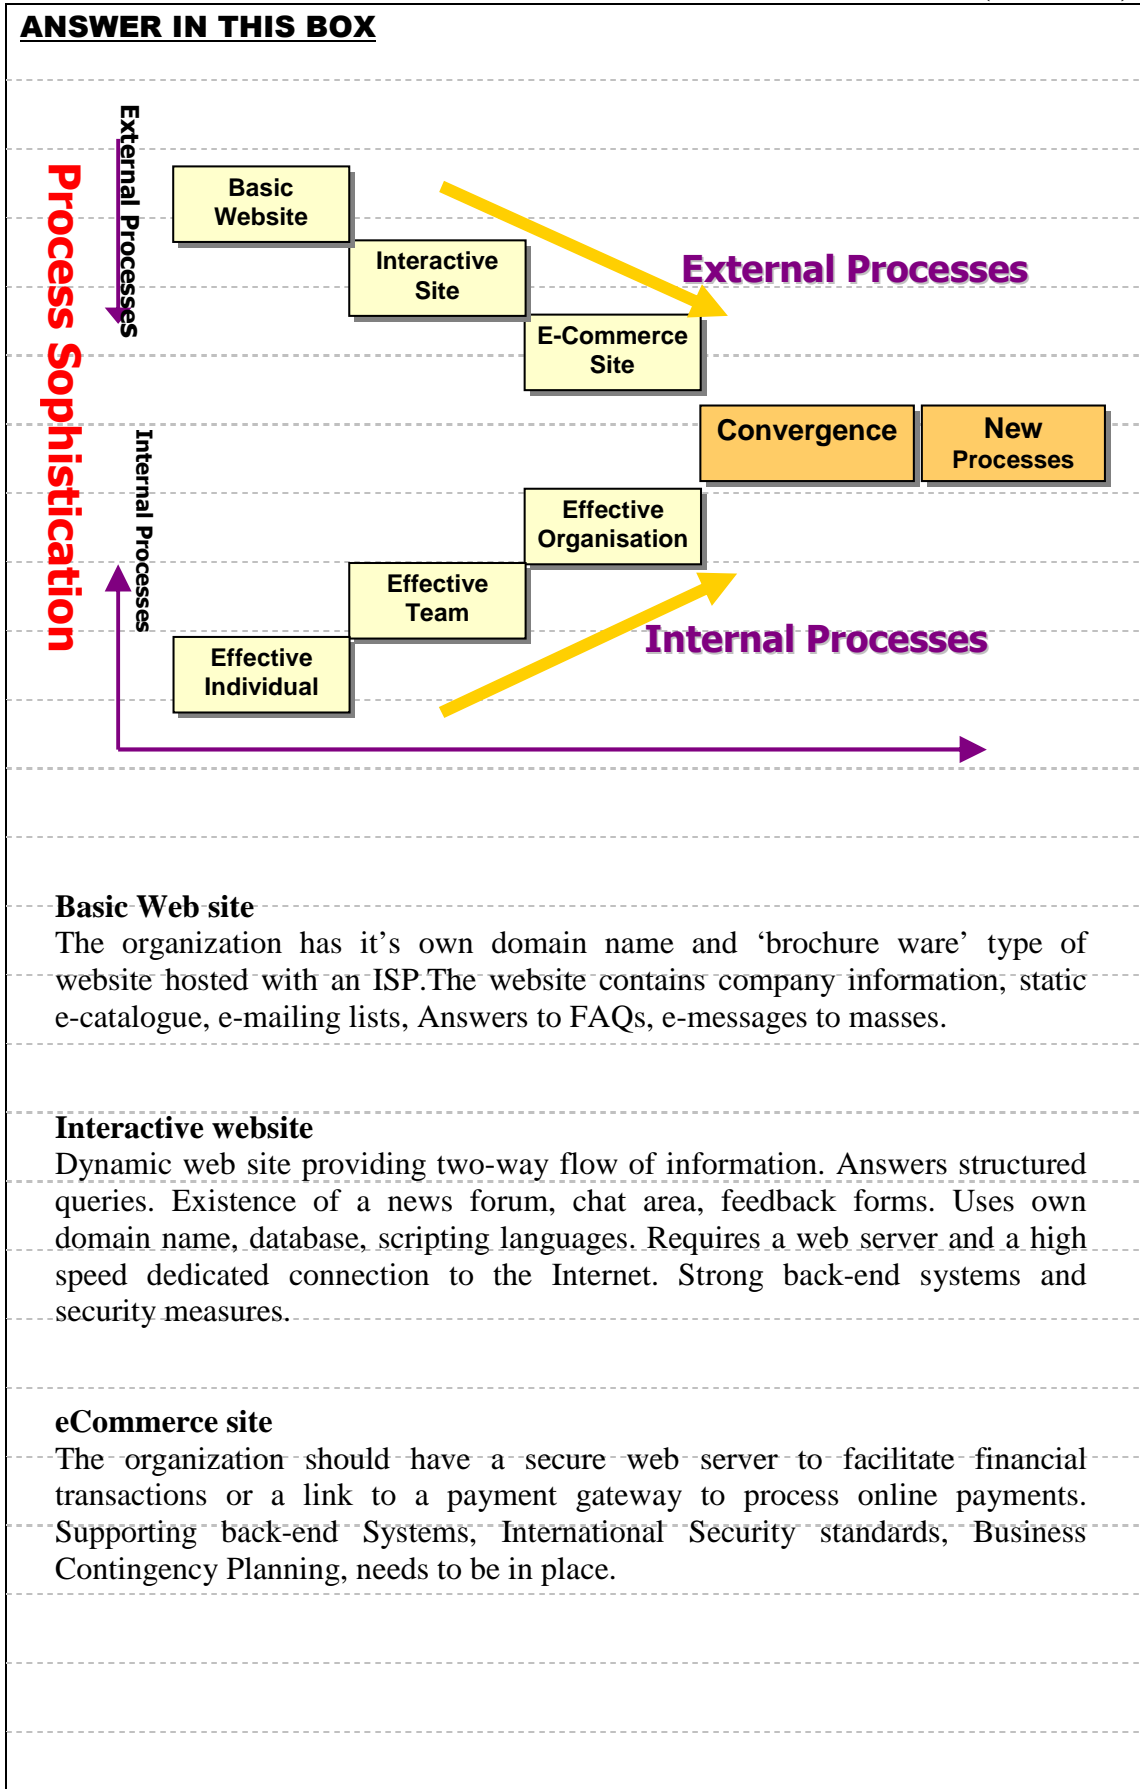 ANSWER IN THIS BOX
Process Sophistication
External Processes
Basic
Website
Interactive
Site
External Processes
E-Commerce
Site
Convergence
New
Processes
Internal Processes
Effective
Organisation
Effective
Team
Internal Processes
Effective
Individual
Basic Web site
The organization has it's own domain name and ‘brochure ware’ type of
website hosted with an ISP.The website contains company information, static
e-catalogue, e-mailing lists, Answers to FAQs, e-messages to masses.
Interactive website
Dynamic web site providing two-way flow of information. Answers structured
queries. Existence of a news forum, chat area, feedback forms. Uses own
domain name, database, scripting languages. Requires a web server and a high
speed dedicated connection to the Internet. Strong back-end systems and
security measures.
eCommerce site
The organization should have a secure web server to facilitate financial
transactions or a link to a payment gateway to process online payments.
Supporting back-end Systems, International Security standards, Business
Contingency Planning, needs to be in place.